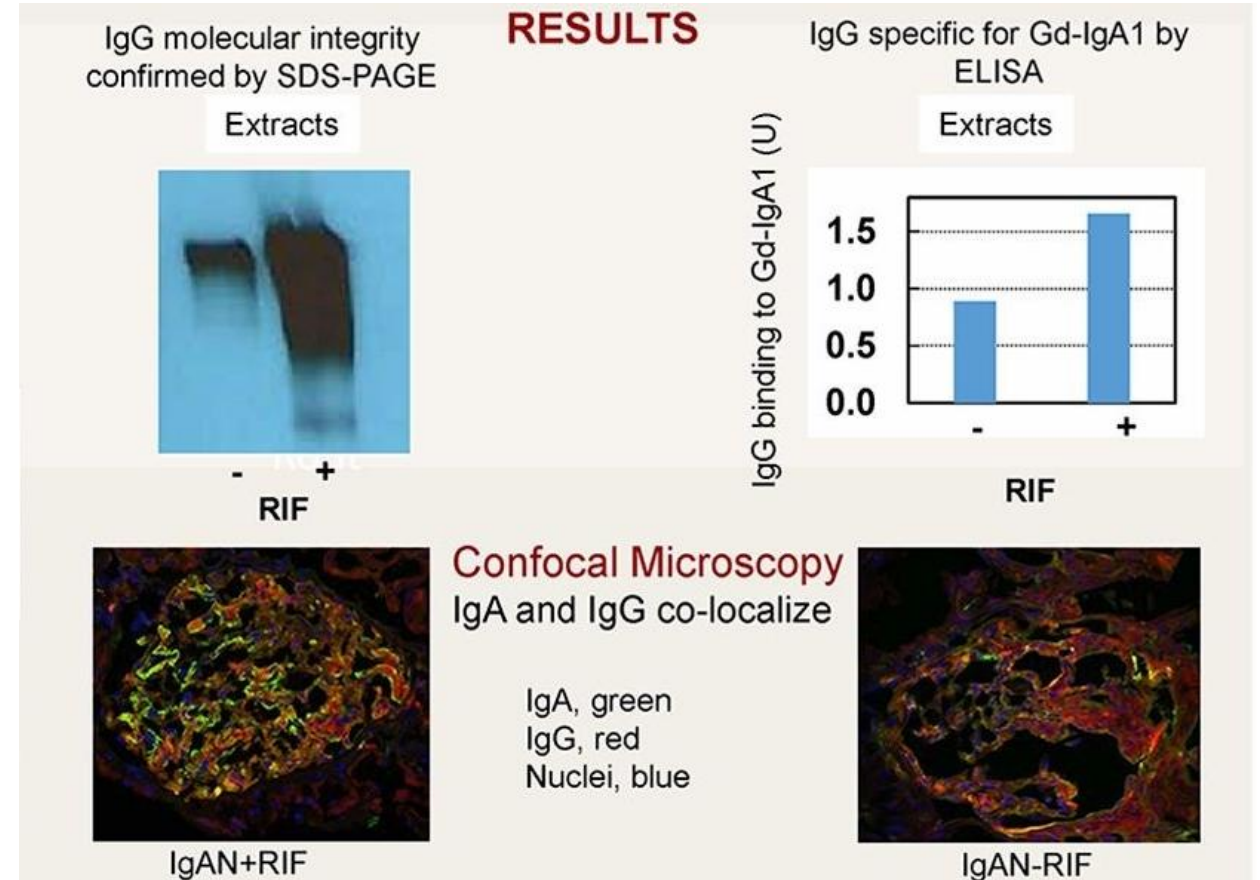 RESULTS
IgG molecular integrity
confirmed by SDS-PAGE
Extracts
-
+
RIF
IgG specific for Gd-IgA1 by
ELISA
Extracts
IgG binding to Gd-IgA1 (U)
1.5
1.0
0.5
0.0
-
+
RIF
Confocal Microscopy
IgA and IgG co-localize
IgA, green
IgG, red
Nuclei, blue
IgAN+RIF
IgAN-RIF